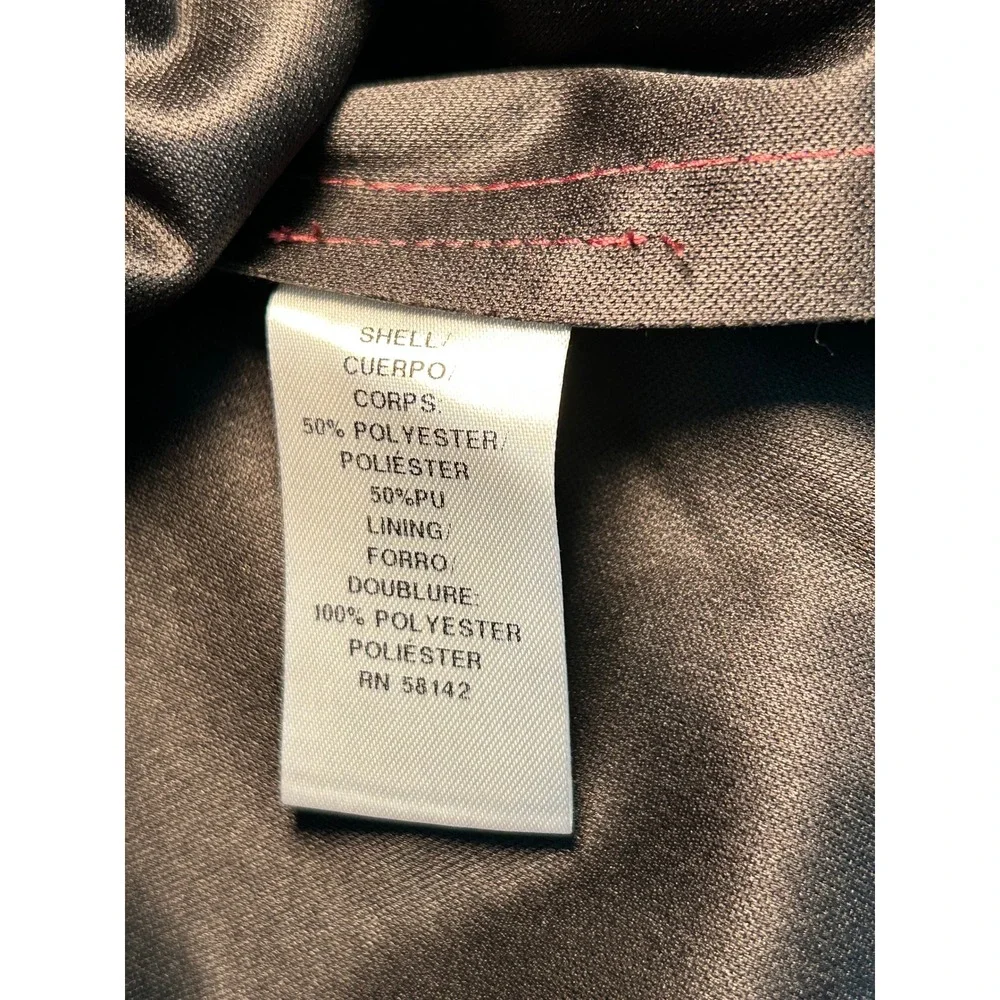 SHELL/
CUERPO/
CORPS:
50% POLYESTER/
POLIÉSTER
50%PU
LINING/
FORRO/
DOUBLURE:
100% POLYESTER
POLIÉSTER
RN 58142